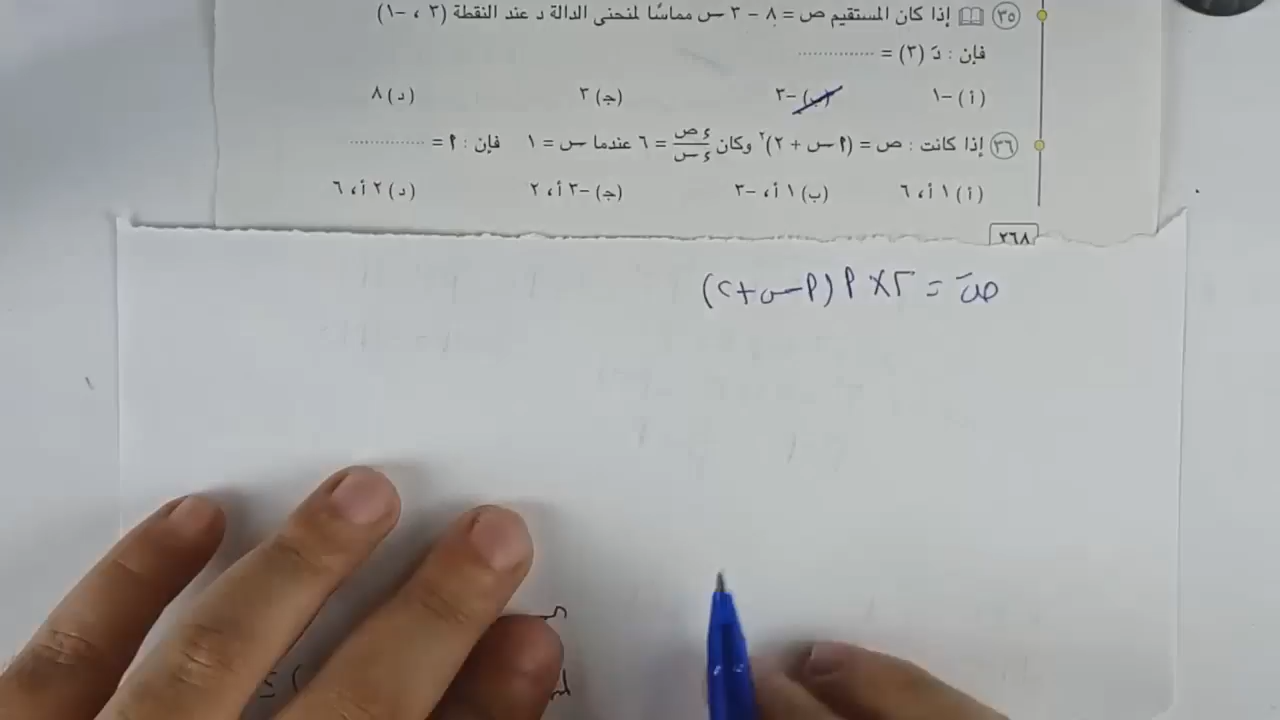 ٣٥ إذا كان المستقيم ص = ٨ - ٣ س مماسًا لمنحنى الدالة د عند النقطة (٣ ، -١)
فإن : دَ (٣) = ...............
(أ) -١ (ب) -٣ (جـ) ٣ (د) ٨
٣٦ إذا كانت : ص = (م س + ٢)٢ وكان ء ص / ء س = ٦ عندما س = ١ فإن : م = ...............
(أ) ١ أ، ٦ (ب) ١ أ، -٣ (جـ) -٣ أ، ٢ (د) ٢ أ، ٦
٢٦٨
صَ = ٢ × م (م س + ٢)